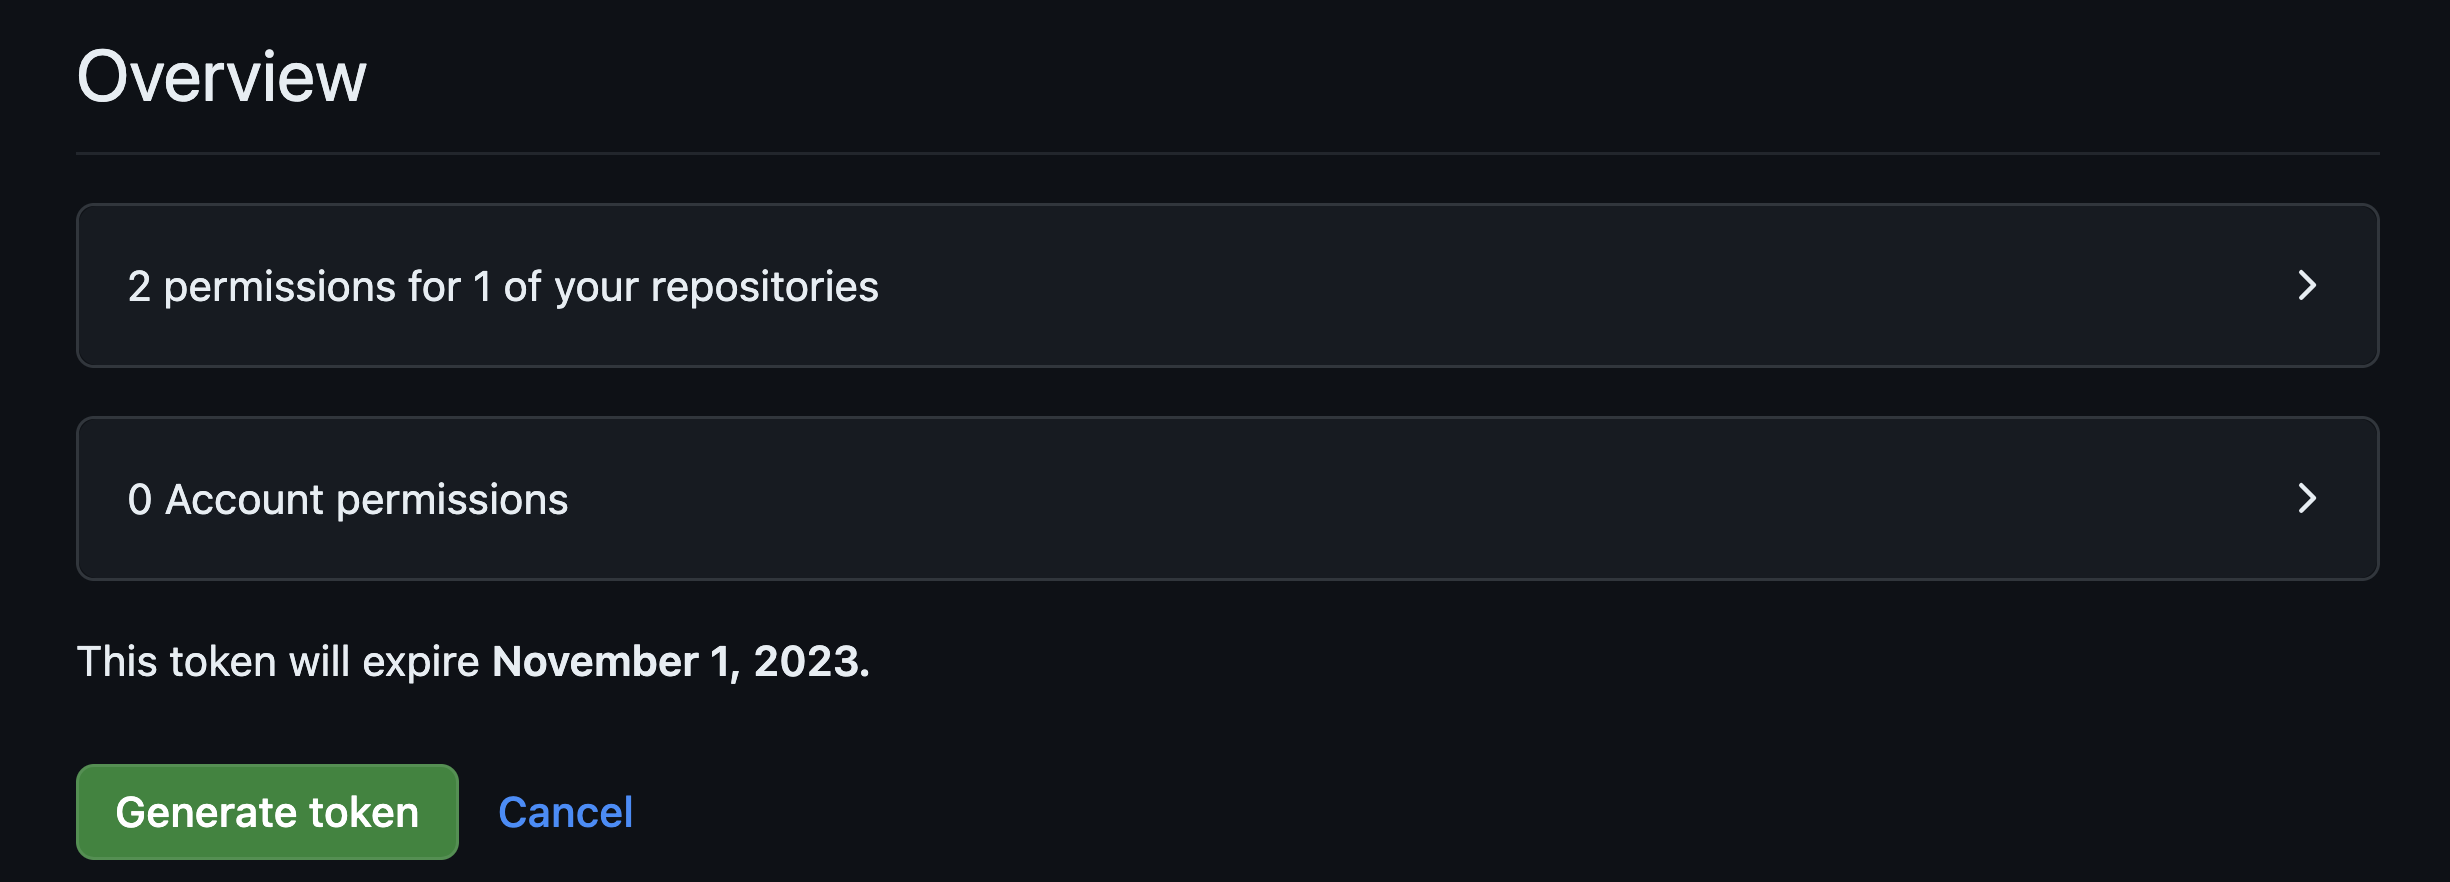 Overview
2 permissions for 1 of your repositories
0 Account permissions
This token will expire November 1, 2023.
Generate token
Cancel